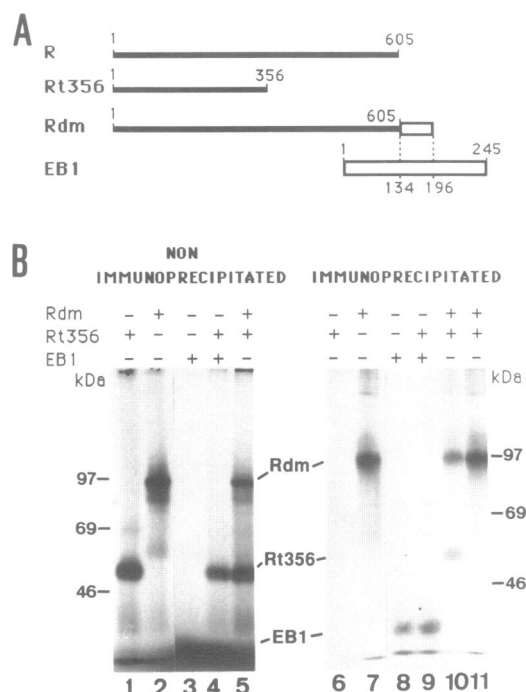 A
R 1 605
Rt356 1 356
Rdm 1 605
EB1 1 245
134 196
B
NON
IMMUNOPRECIPITATED IMMUNOPRECIPITATED
Rdm - + - - + - + - - + +
Rt356 + - - + + + - - + + +
EB1 - - + + - - - + + - -
kDa kDa
97- Rdm -97
69- -69
Rt356
46- -46
EB1
1 2 3 4 5 6 7 8 9 10 11